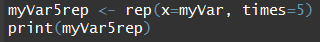 myVar5rep <- rep(x=myVar, times=5)
print(myVar5rep)